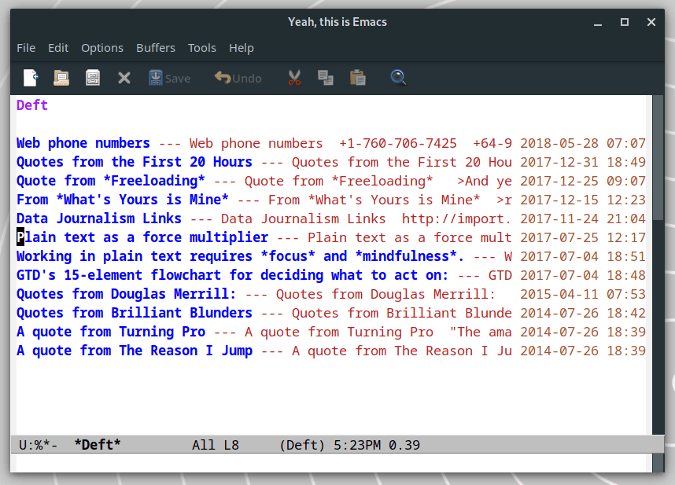 Yeah, this is Emacs
File Edit Options Buffers Tools Help
Save Undo
Deft
Web phone numbers --- Web phone numbers +1-760-706-7425 +64-9 2018-05-28 07:07
Quotes from the First 20 Hours --- Quotes from the First 20 Hou 2017-12-31 18:49
Quote from *Freeloading* --- Quote from *Freeloading* >And ye 2017-12-25 09:07
From *What's Yours is Mine* --- From *What's Yours is Mine* >r 2017-12-15 12:23
Data Journalism Links --- Data Journalism Links http://import. 2017-11-24 21:04
Plain text as a force multiplier --- Plain text as a force mult 2017-07-25 12:17
Working in plain text requires *focus* and *mindfulness*. --- W 2017-07-04 18:51
GTD's 15-element flowchart for deciding what to act on: --- GTD 2017-07-04 18:48
Quotes from Douglas Merrill: --- Quotes from Douglas Merrill: 2015-04-11 07:53
Quotes from Brilliant Blunders --- Quotes from Brilliant Blunde 2014-07-26 18:42
A quote from Turning Pro --- A quote from Turning Pro "The ama 2014-07-26 18:39
A quote from The Reason I Jump --- A quote from The Reason I Ju 2014-07-26 18:39
U:%*- *Deft* All L8 (Deft) 5:23PM 0.39